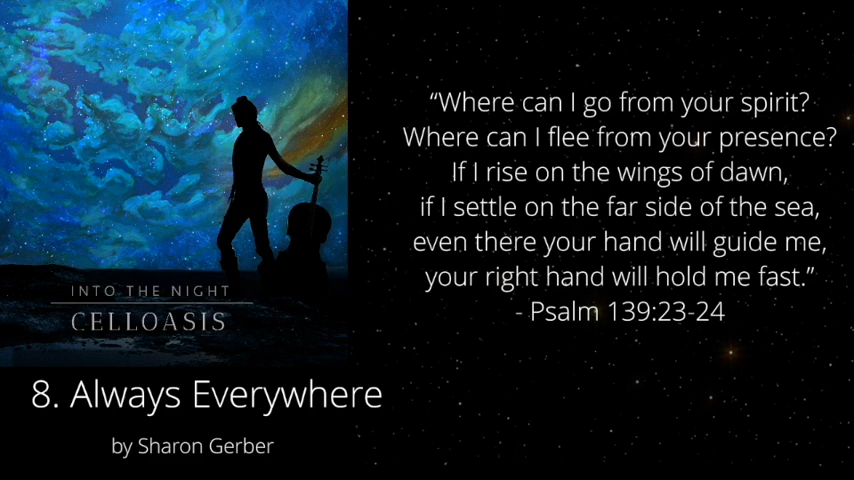 INTO THE NIGHT
CELLOASIS
8. Always Everywhere
by Sharon Gerber
“Where can I go from your spirit?
Where can I flee from your presence?
If I rise on the wings of dawn,
if I settle on the far side of the sea,
even there your hand will guide me,
your right hand will hold me fast.”
- Psalm 139:23-24